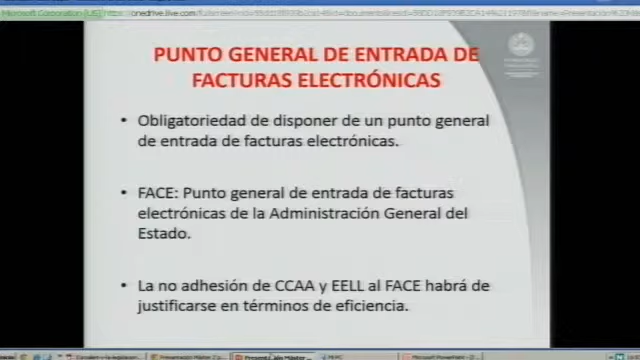 PUNTO GENERAL DE ENTRADA DE
FACTURAS ELECTRÓNICAS
• Obligatoriedad de disponer de un punto general
de entrada de facturas electrónicas.
• FACE: Punto general de entrada de facturas
electrónicas de la Administración General del
Estado.
• La no adhesión de CCAA y EELL al FACE habrá de
justificarse en términos de eficiencia.